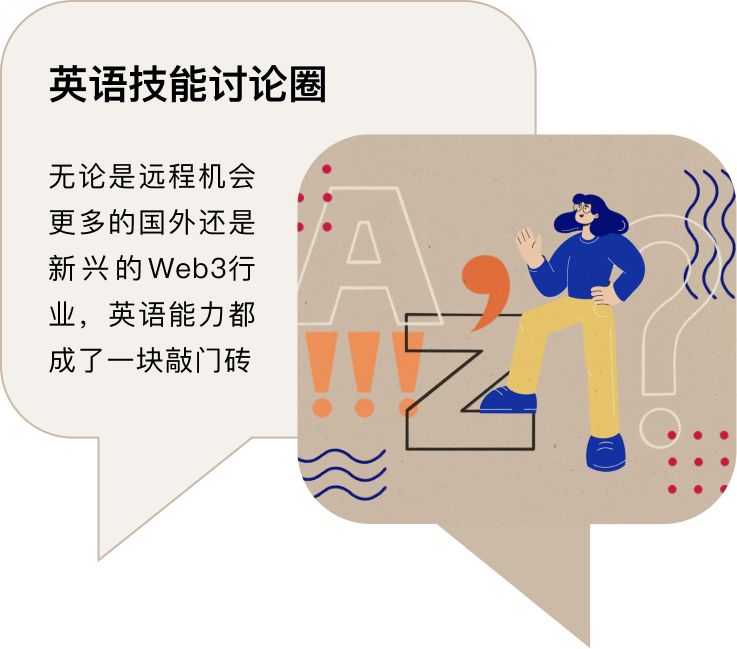 英语技能讨论圈
无论是远程机会
更多的国外还是
新兴的Web3行
业，英语能力都
成了一块敲门砖
A
,
!!!
Z
?